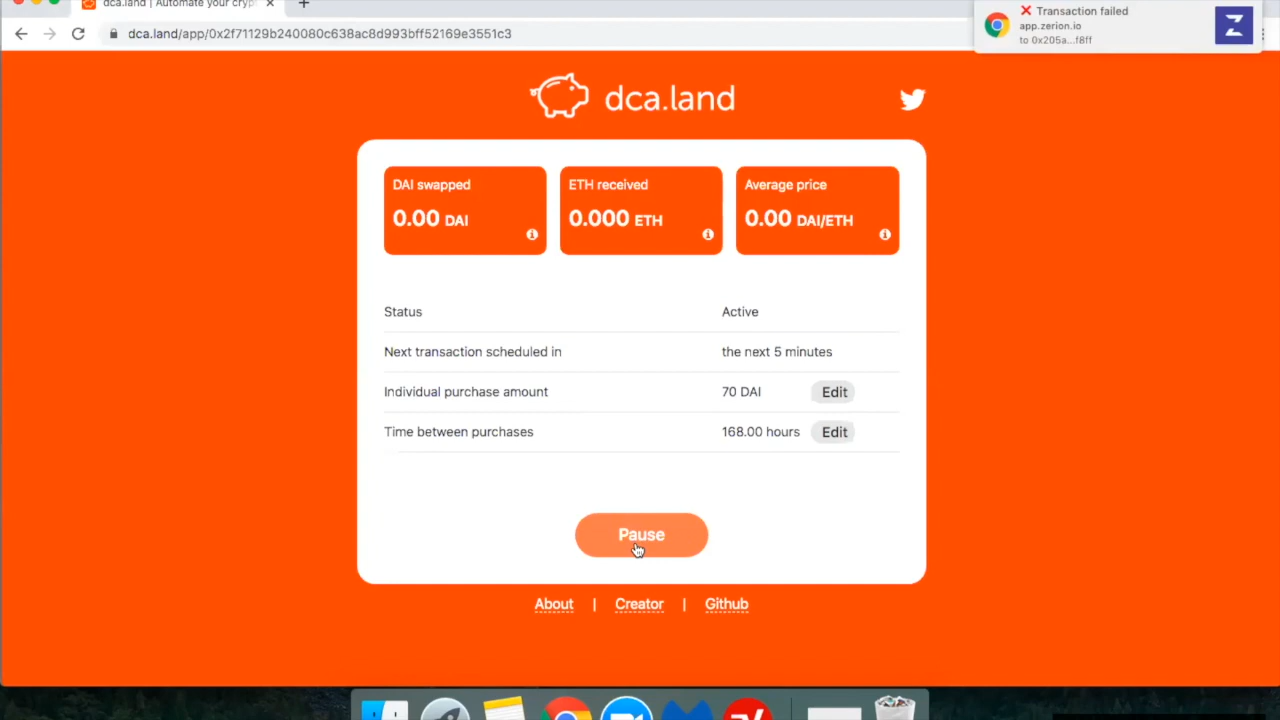 dca.land | Automate your cryp
Transaction failed
app.zerion.io
to 0x205a...f8ff
dca.land/app/0x2f71129b240080c638ac8d993bff52169e3551c3
dca.land
DAI swapped
0.00 DAI
ETH received
0.000 ETH
Average price
0.00 DAI/ETH
Status Active
Next transaction scheduled in the next 5 minutes
Individual purchase amount 70 DAI Edit
Time between purchases 168.00 hours Edit
Pause
About | Creator | Github